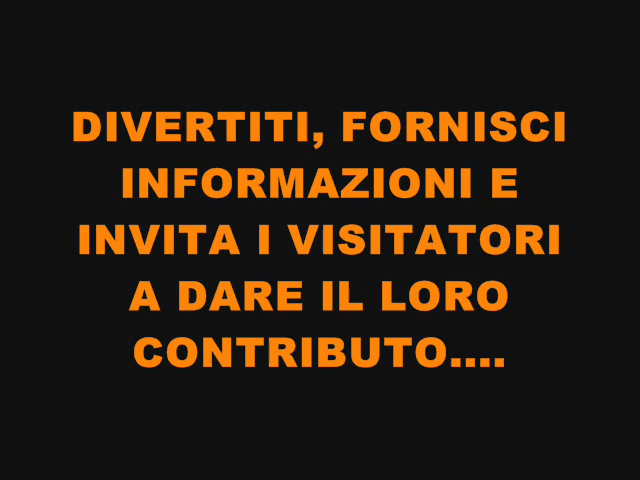 DIVERTITI, FORNISCI
INFORMAZIONI E
INVITA I VISITATORI
A DARE IL LORO
CONTRIBUTO....